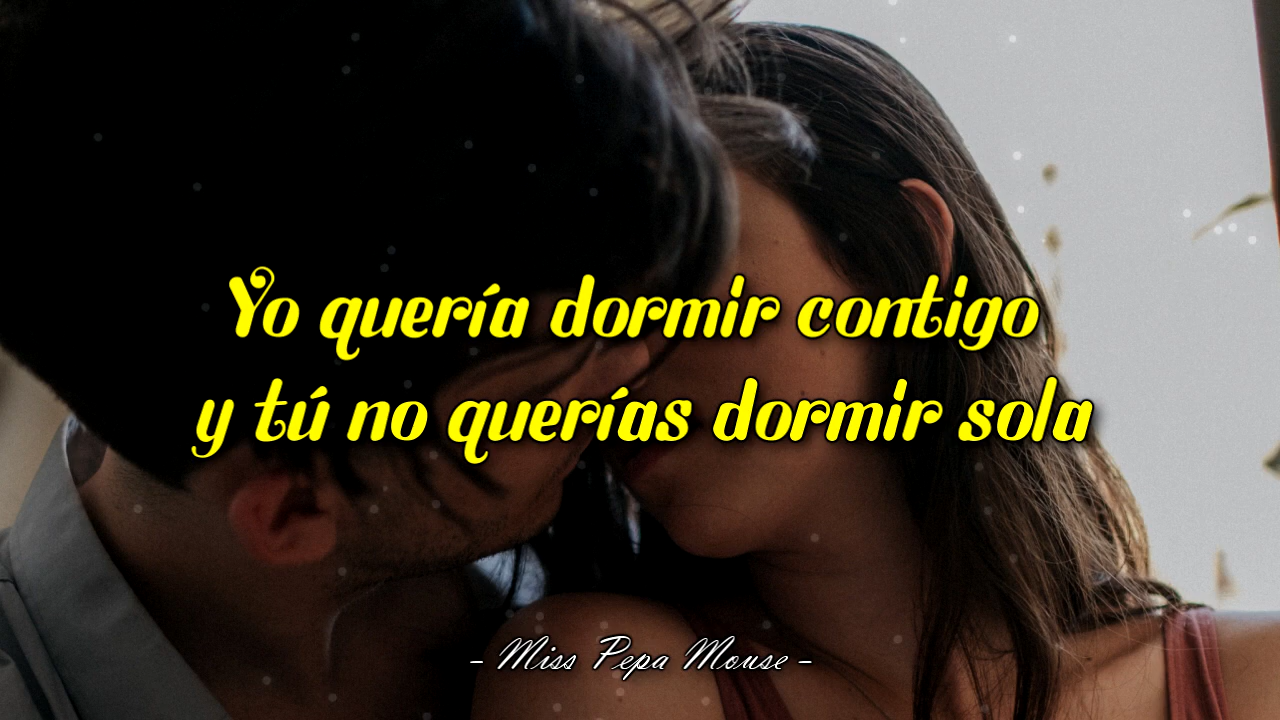 Yo quería dormir contigo
y tú no querías dormir sola
- Miss Pepa Mouse -